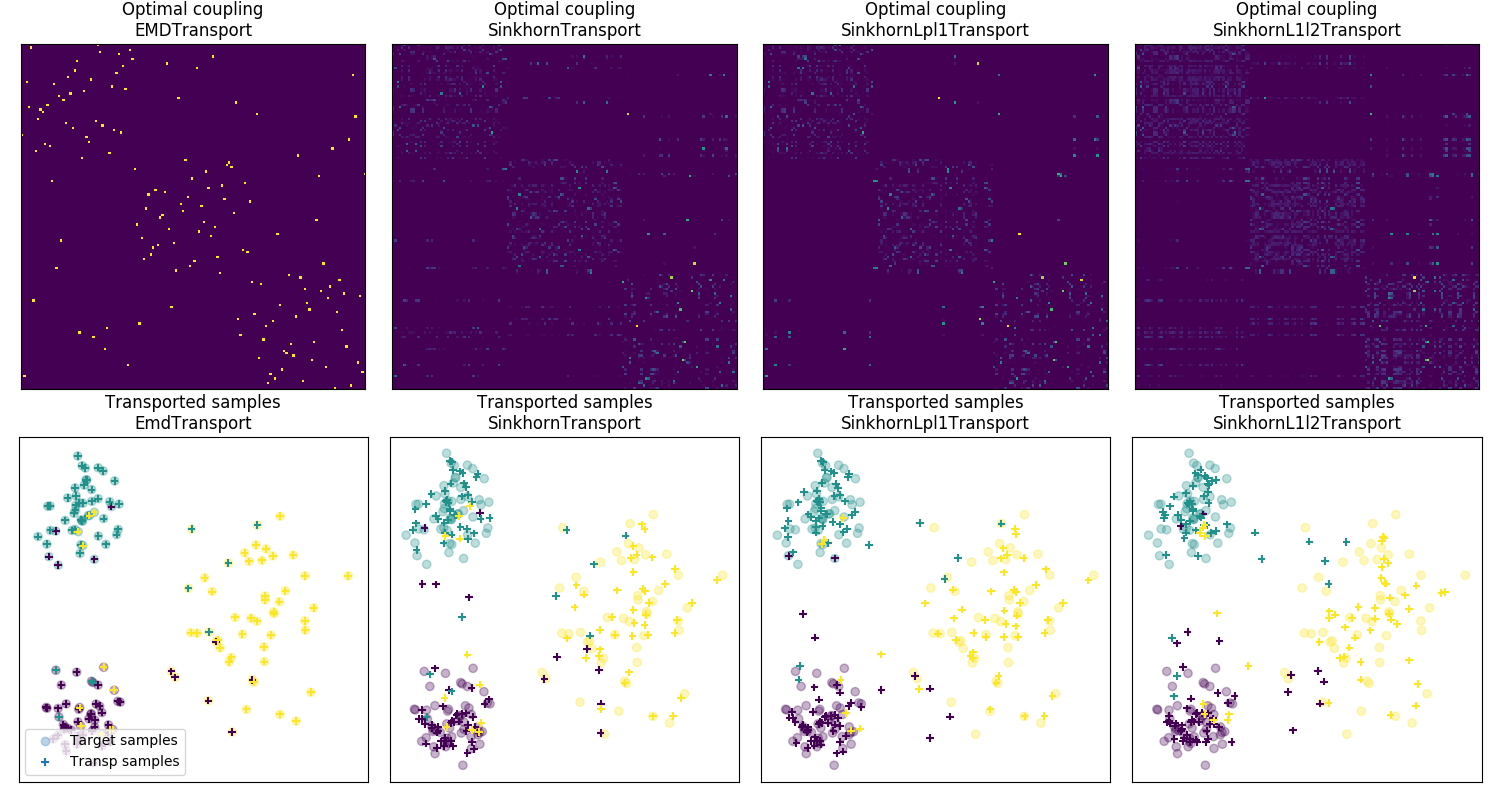 Optimal coupling
EMDTransport
Optimal coupling
SinkhornTransport
Optimal coupling
SinkhornLpl1Transport
Optimal coupling
SinkhornL1l2Transport
Transported samples
EmdTransport
Transported samples
SinkhornTransport
Transported samples
SinkhornLpl1Transport
Transported samples
SinkhornL1l2Transport
Target samples
Transp samples